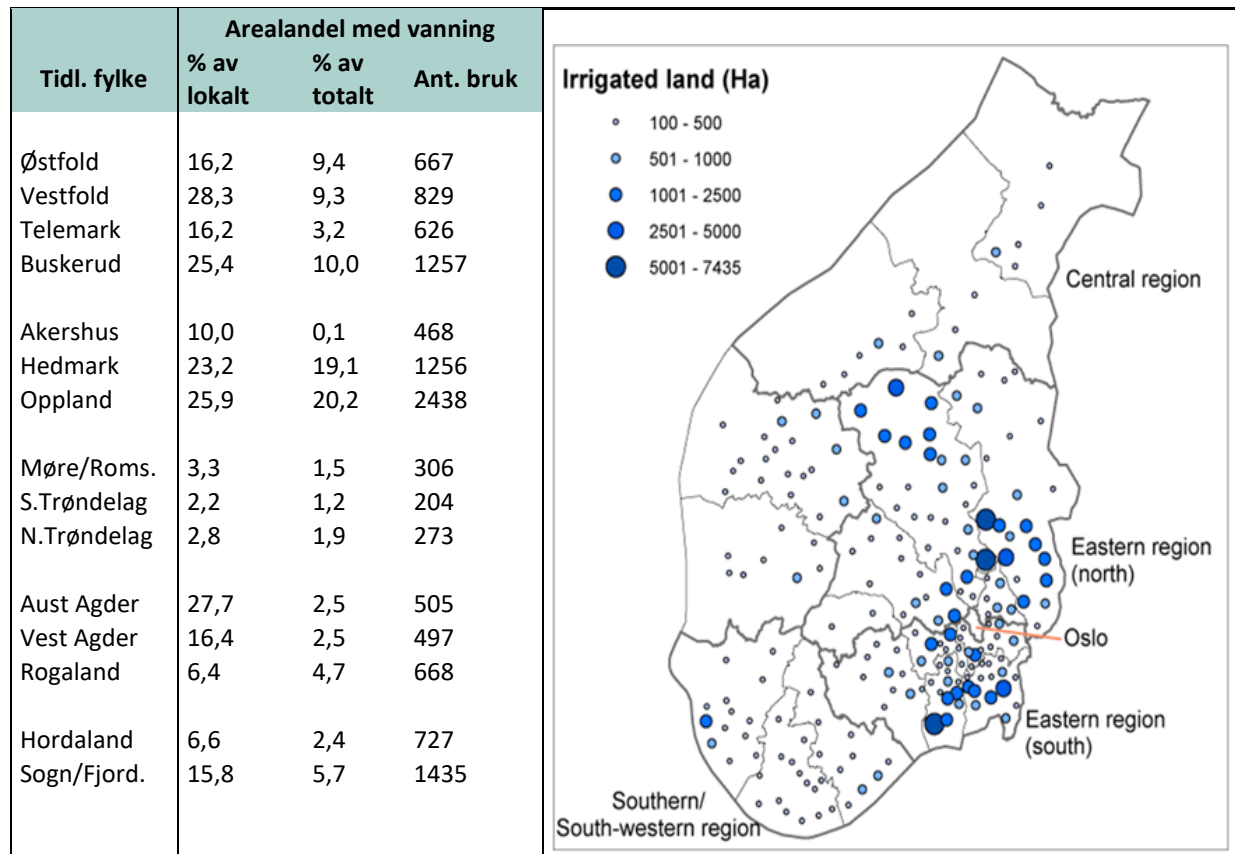 Arealandel med vanning
Tidl. fylke % av lokalt % av totalt Ant. bruk
Østfold 16,2 9,4 667
Vestfold 28,3 9,3 829
Telemark 16,2 3,2 626
Buskerud 25,4 10,0 1257
Akershus 10,0 0,1 468
Hedmark 23,2 19,1 1256
Oppland 25,9 20,2 2438
Møre/Roms. 3,3 1,5 306
S.Trøndelag 2,2 1,2 204
N.Trøndelag 2,8 1,9 273
Aust Agder 27,7 2,5 505
Vest Agder 16,4 2,5 497
Rogaland 6,4 4,7 668
Hordaland 6,6 2,4 727
Sogn/Fjord. 15,8 5,7 1435
Irrigated land (Ha)
100 - 500
501 - 1000
1001 - 2500
2501 - 5000
5001 - 7435
Central region
Eastern region
(north)
Oslo
Eastern region
(south)
Southern/
South-western region